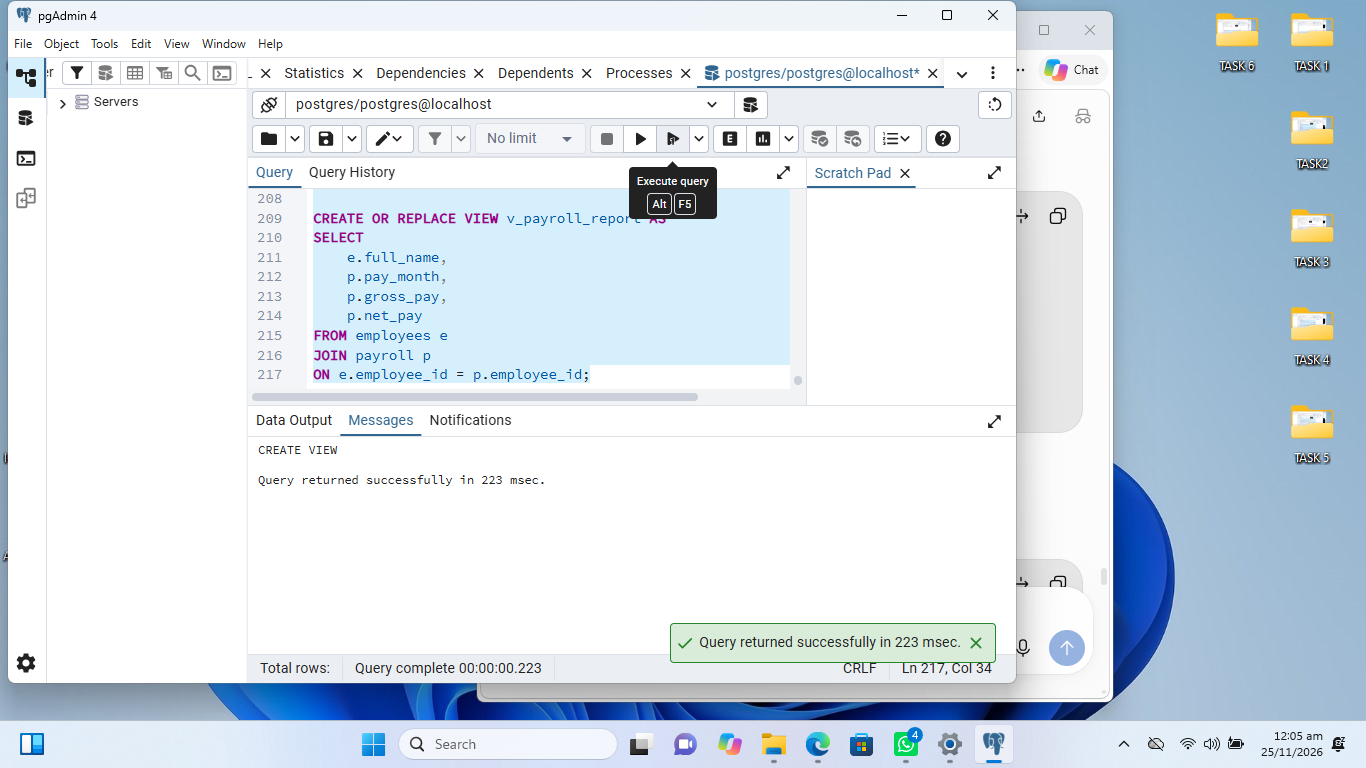 pgAdmin 4
File Object Tools Edit View Window Help
er
Statistics Dependencies Dependents Processes postgres/postgres@localhost*
Chat
Servers
postgres/postgres@localhost
No limit
E
Query Query History
Scratch Pad
Execute query
Alt F5
208
209 CREATE OR REPLACE VIEW v_payroll_report AS
210 SELECT
211 e.full_name,
212 p.pay_month,
213 p.gross_pay,
214 p.net_pay
215 FROM employees e
216 JOIN payroll p
217 ON e.employee_id = p.employee_id;
Data Output Messages Notifications
CREATE VIEW
Query returned successfully in 223 msec.
Query returned successfully in 223 msec.
Total rows: Query complete 00:00:00.223 CRLF Ln 217, Col 34
TASK 6 TASK 1
TASK2
TASK 3
TASK 4
TASK 5
Search
4
12:05 am
25/11/2026